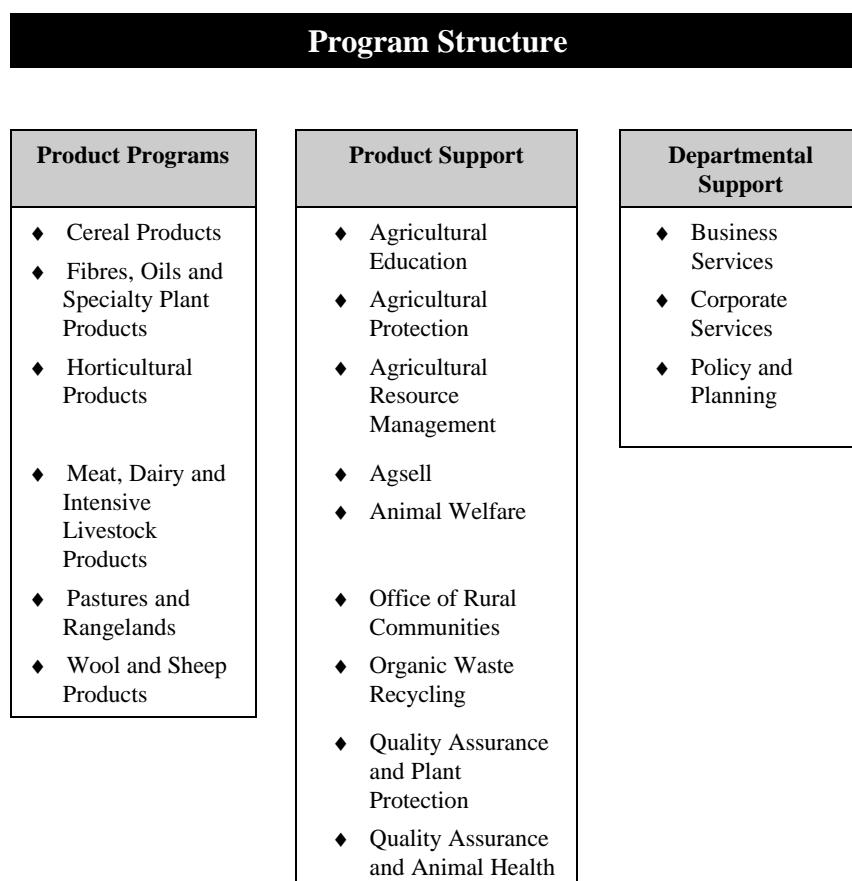 Program Structure
Product Programs
♦ Cereal Products
♦ Fibres, Oils and
Specialty Plant
Products
♦ Horticultural
Products
♦ Meat, Dairy and
Intensive
Livestock
Products
♦ Pastures and
Rangelands
♦ Wool and Sheep
Products
Product Support
♦ Agricultural
Education
♦ Agricultural
Protection
♦ Agricultural
Resource
Management
♦ Agsell
♦ Animal Welfare
♦ Office of Rural
Communities
♦ Organic Waste
Recycling
♦ Quality Assurance
and Plant
Protection
♦ Quality Assurance
and Animal Health
Departmental
Support
♦ Business
Services
♦ Corporate
Services
♦ Policy and
Planning